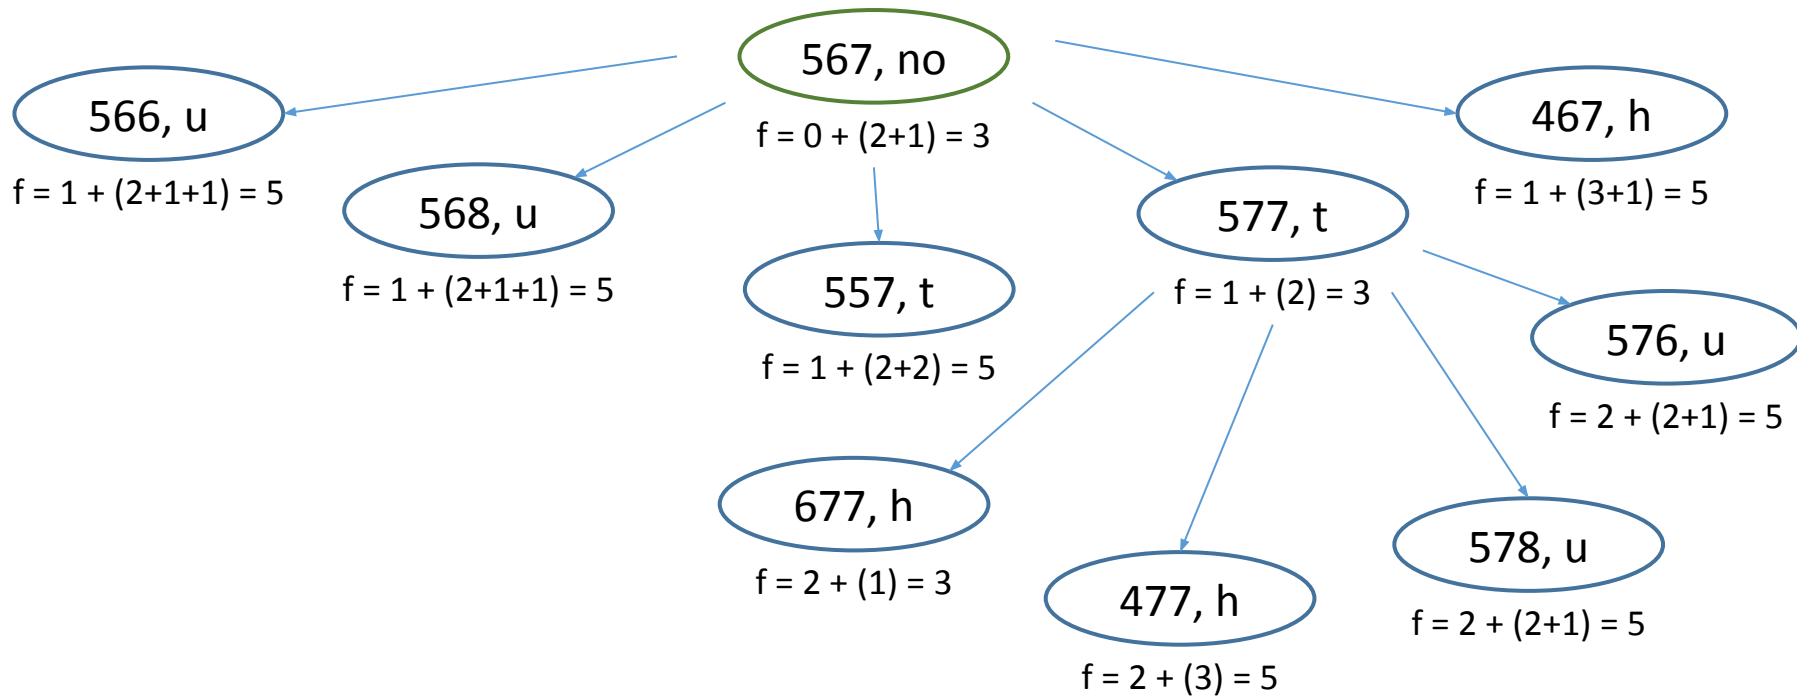 567, no
f = 0 + (2+1) = 3
566, u
f = 1 + (2+1+1) = 5
568, u
f = 1 + (2+1+1) = 5
557, t
f = 1 + (2+2) = 5
577, t
f = 1 + (2) = 3
467, h
f = 1 + (3+1) = 5
677, h
f = 2 + (1) = 3
477, h
f = 2 + (3) = 5
578, u
f = 2 + (2+1) = 5
576, u
f = 2 + (2+1) = 5